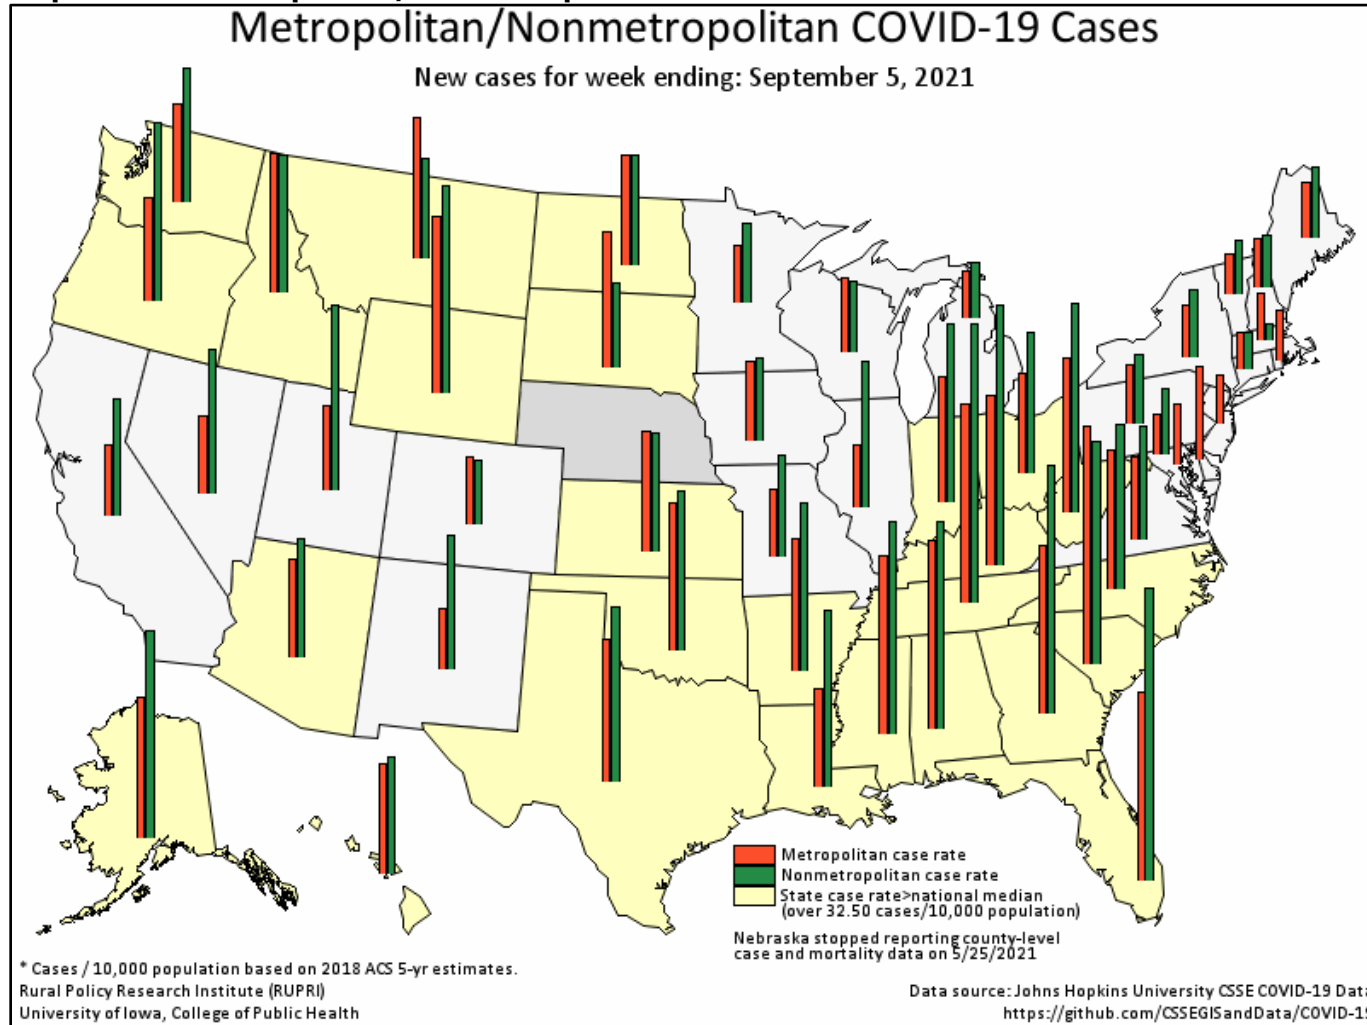 Metropolitan/Nonmetropolitan COVID-19 Cases
New cases for week ending: September 5, 2021
Metropolitan case rate
Nonmetropolitan case rate
State case rate>national median
(over 32.50 cases/10,000 population)
Nebraska stopped reporting county-level
case and mortality data on 5/25/2021
* Cases / 10,000 population based on 2018 ACS 5-yr estimates.
Rural Policy Research Institute (RUPRI)
University of Iowa, College of Public Health
Data source: Johns Hopkins University CSSE COVID-19 Data
https://github.com/CSSEGISandData/COVID-19